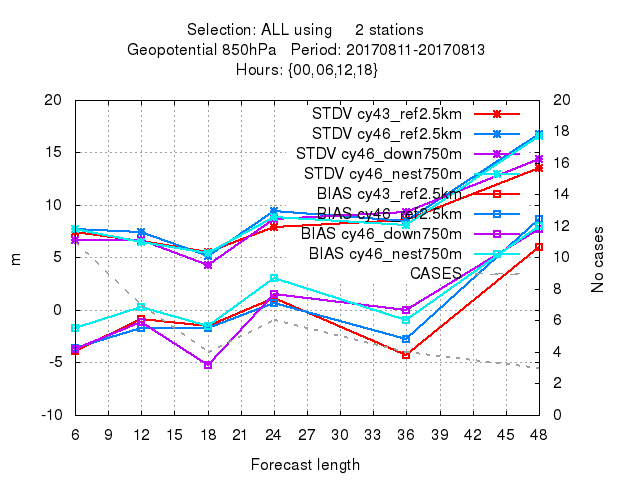 Selection: ALL using 2 stations
Geopotential 850hPa Period: 20170811-20170813
Hours: {00,06,12,18}
20
15
10
5
0
-5
-10
m
STDV cy43_ref2.5km
STDV cy46_ref2.5km
STDV cy46_down750m
STDV cy46_nest750m
BIAS cy43_ref2.5km
BIAS cy46_ref2.5km
BIAS cy46_down750m
BIAS cy46_nest750m
CASES
20
18
16
14
12
10
8
6
4
2
0
No cases
6 12 15 18 21 24 27 30 33 36 39 42 45 48
Forecast length